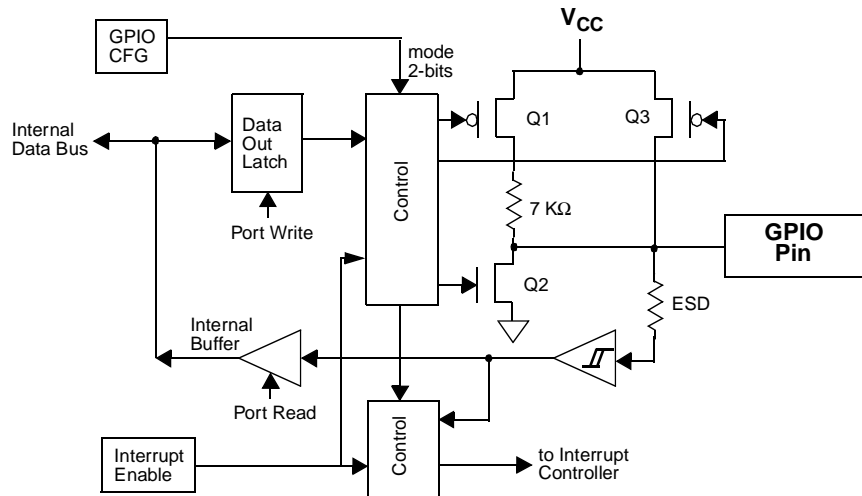 GPIO
CFG
mode
2-bits
VCC
Internal
Data Bus
Data
Out
Latch
Control
Q1
Q3
7 KΩ
Port Write
GPIO
Pin
Q2
ESD
Internal
Buffer
Port Read
Interrupt
Enable
Control
to Interrupt
Controller